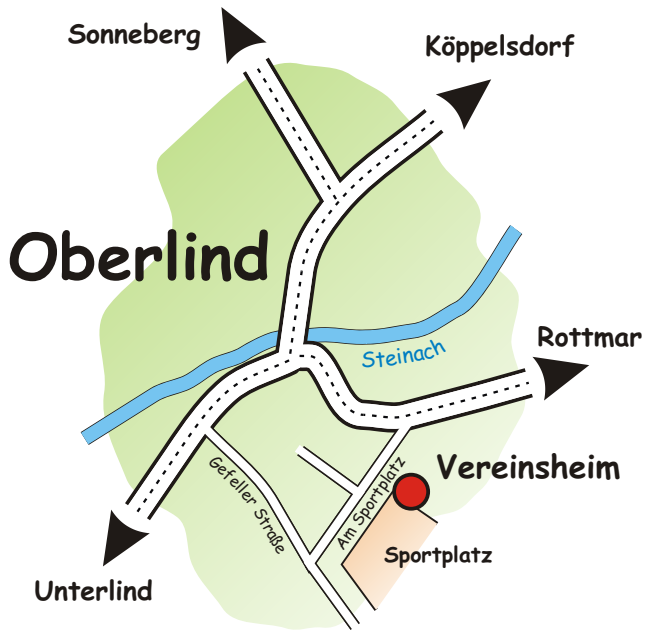 Sonneberg
Köppelsdorf
Oberlind
Rottmar
Steinach
Vereinsheim
Gefeller Straße
Am Sportplatz
Sportplatz
Unterlind